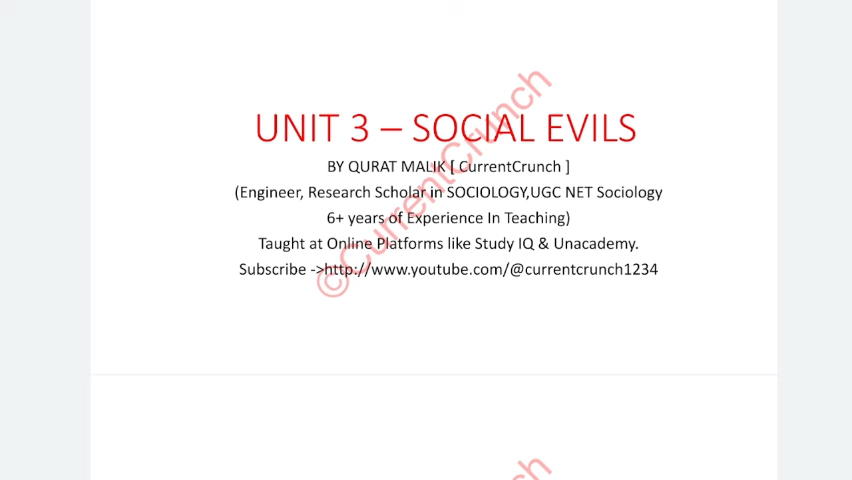 UNIT 3 – SOCIAL EVILS
BY QURAT MALIK [ CurrentCrunch ]
(Engineer, Research Scholar in SOCIOLOGY,UGC NET Sociology
6+ years of Experience In Teaching)
Taught at Online Platforms like Study IQ & Unacademy.
Subscribe ->http://www.youtube.com/@currentcrunch1234
©CurrentCrunch